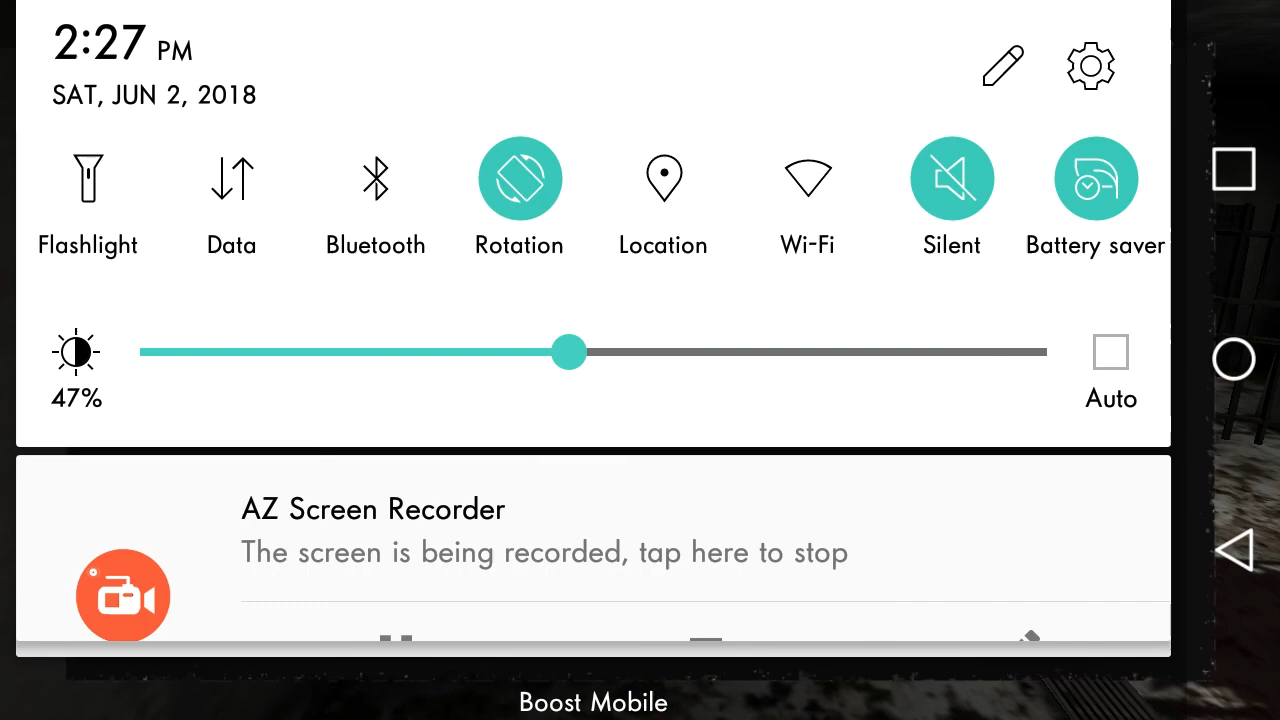 2:27 PM
SAT, JUN 2, 2018
Flashlight Data Bluetooth Rotation Location Wi-Fi Silent Battery saver
47%
Auto
AZ Screen Recorder
The screen is being recorded, tap here to stop
Boost Mobile